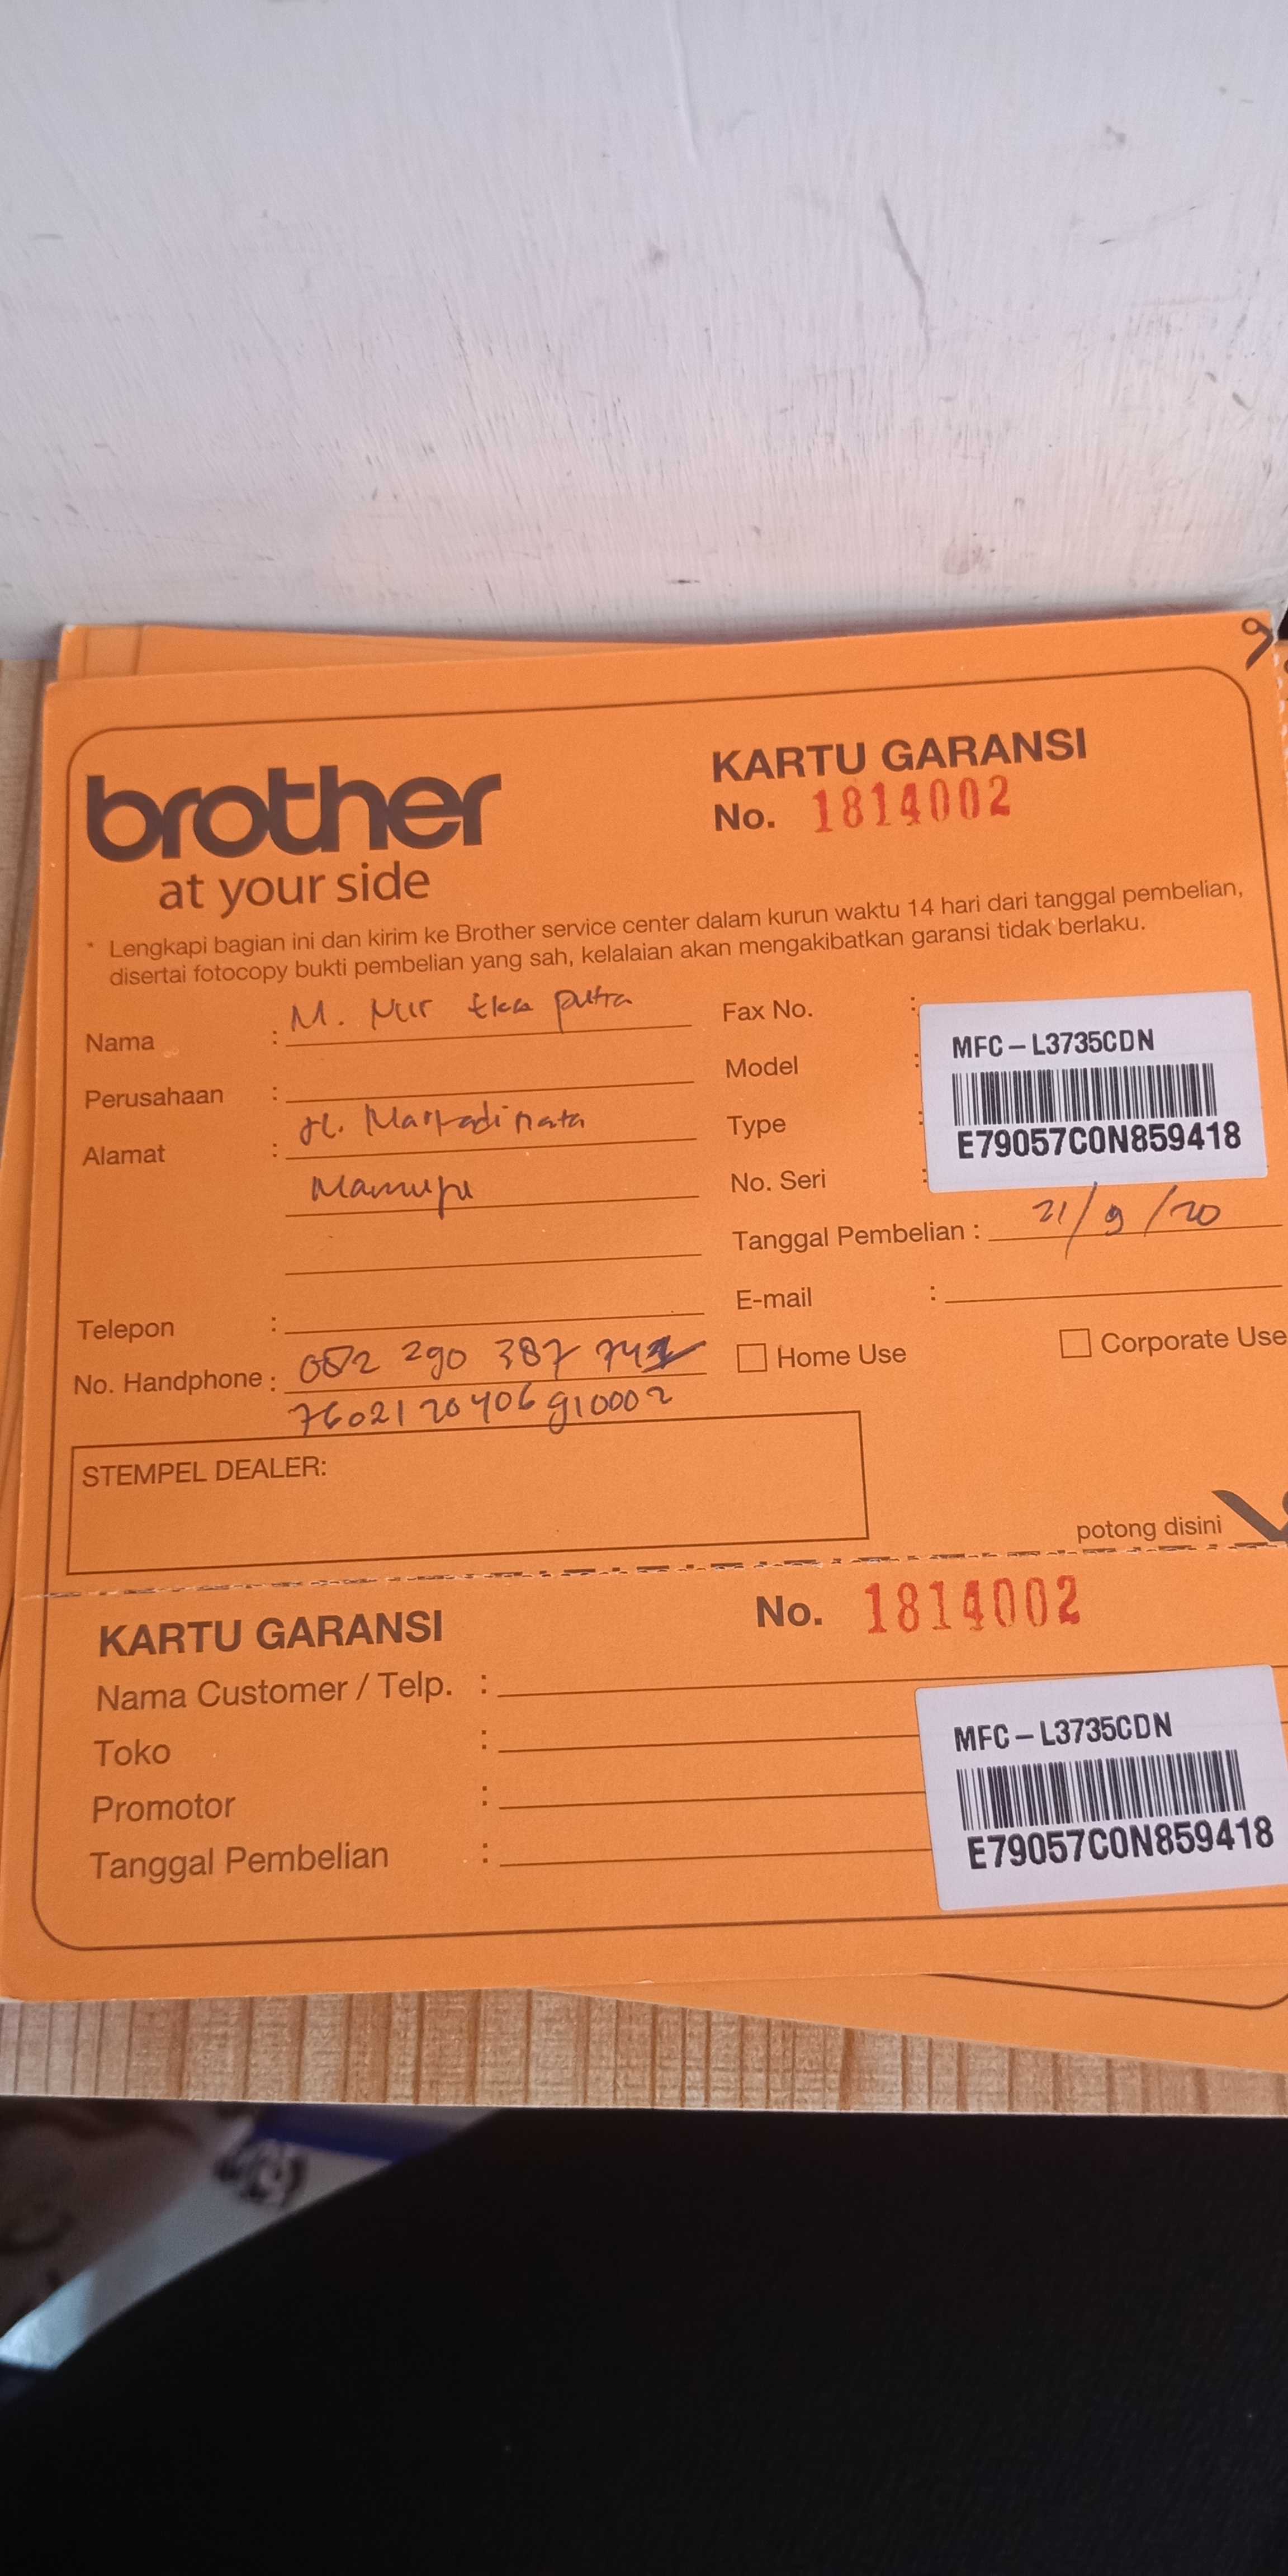 brother
at your side
KARTU GARANSI
No. 1814002
* Lengkapi bagian ini dan kirim ke Brother service center dalam kurun waktu 14 hari dari tanggal pembelian,
disertai fotocopy bukti pembelian yang sah, kelalaian akan mengakibatkan garansi tidak berlaku.
Nama : M. Nur Eka putra
Perusahaan :
Alamat : Jl. Martadinata
Mamuju
Telepon :
No. Handphone : 082 290 387
7602120406910002
Fax No. :
Model :
Type :
No. Seri :
MFC-L3735CDN
E79057C0N859418
Tanggal Pembelian : 21/9/20
E-mail :
Home Use
Corporate Use
STEMPEL DEALER:
potong disini
KARTU GARANSI
No. 1814002
Nama Customer / Telp. :
Toko :
Promotor :
Tanggal Pembelian :
MFC-L3735CDN
E79057C0N859418